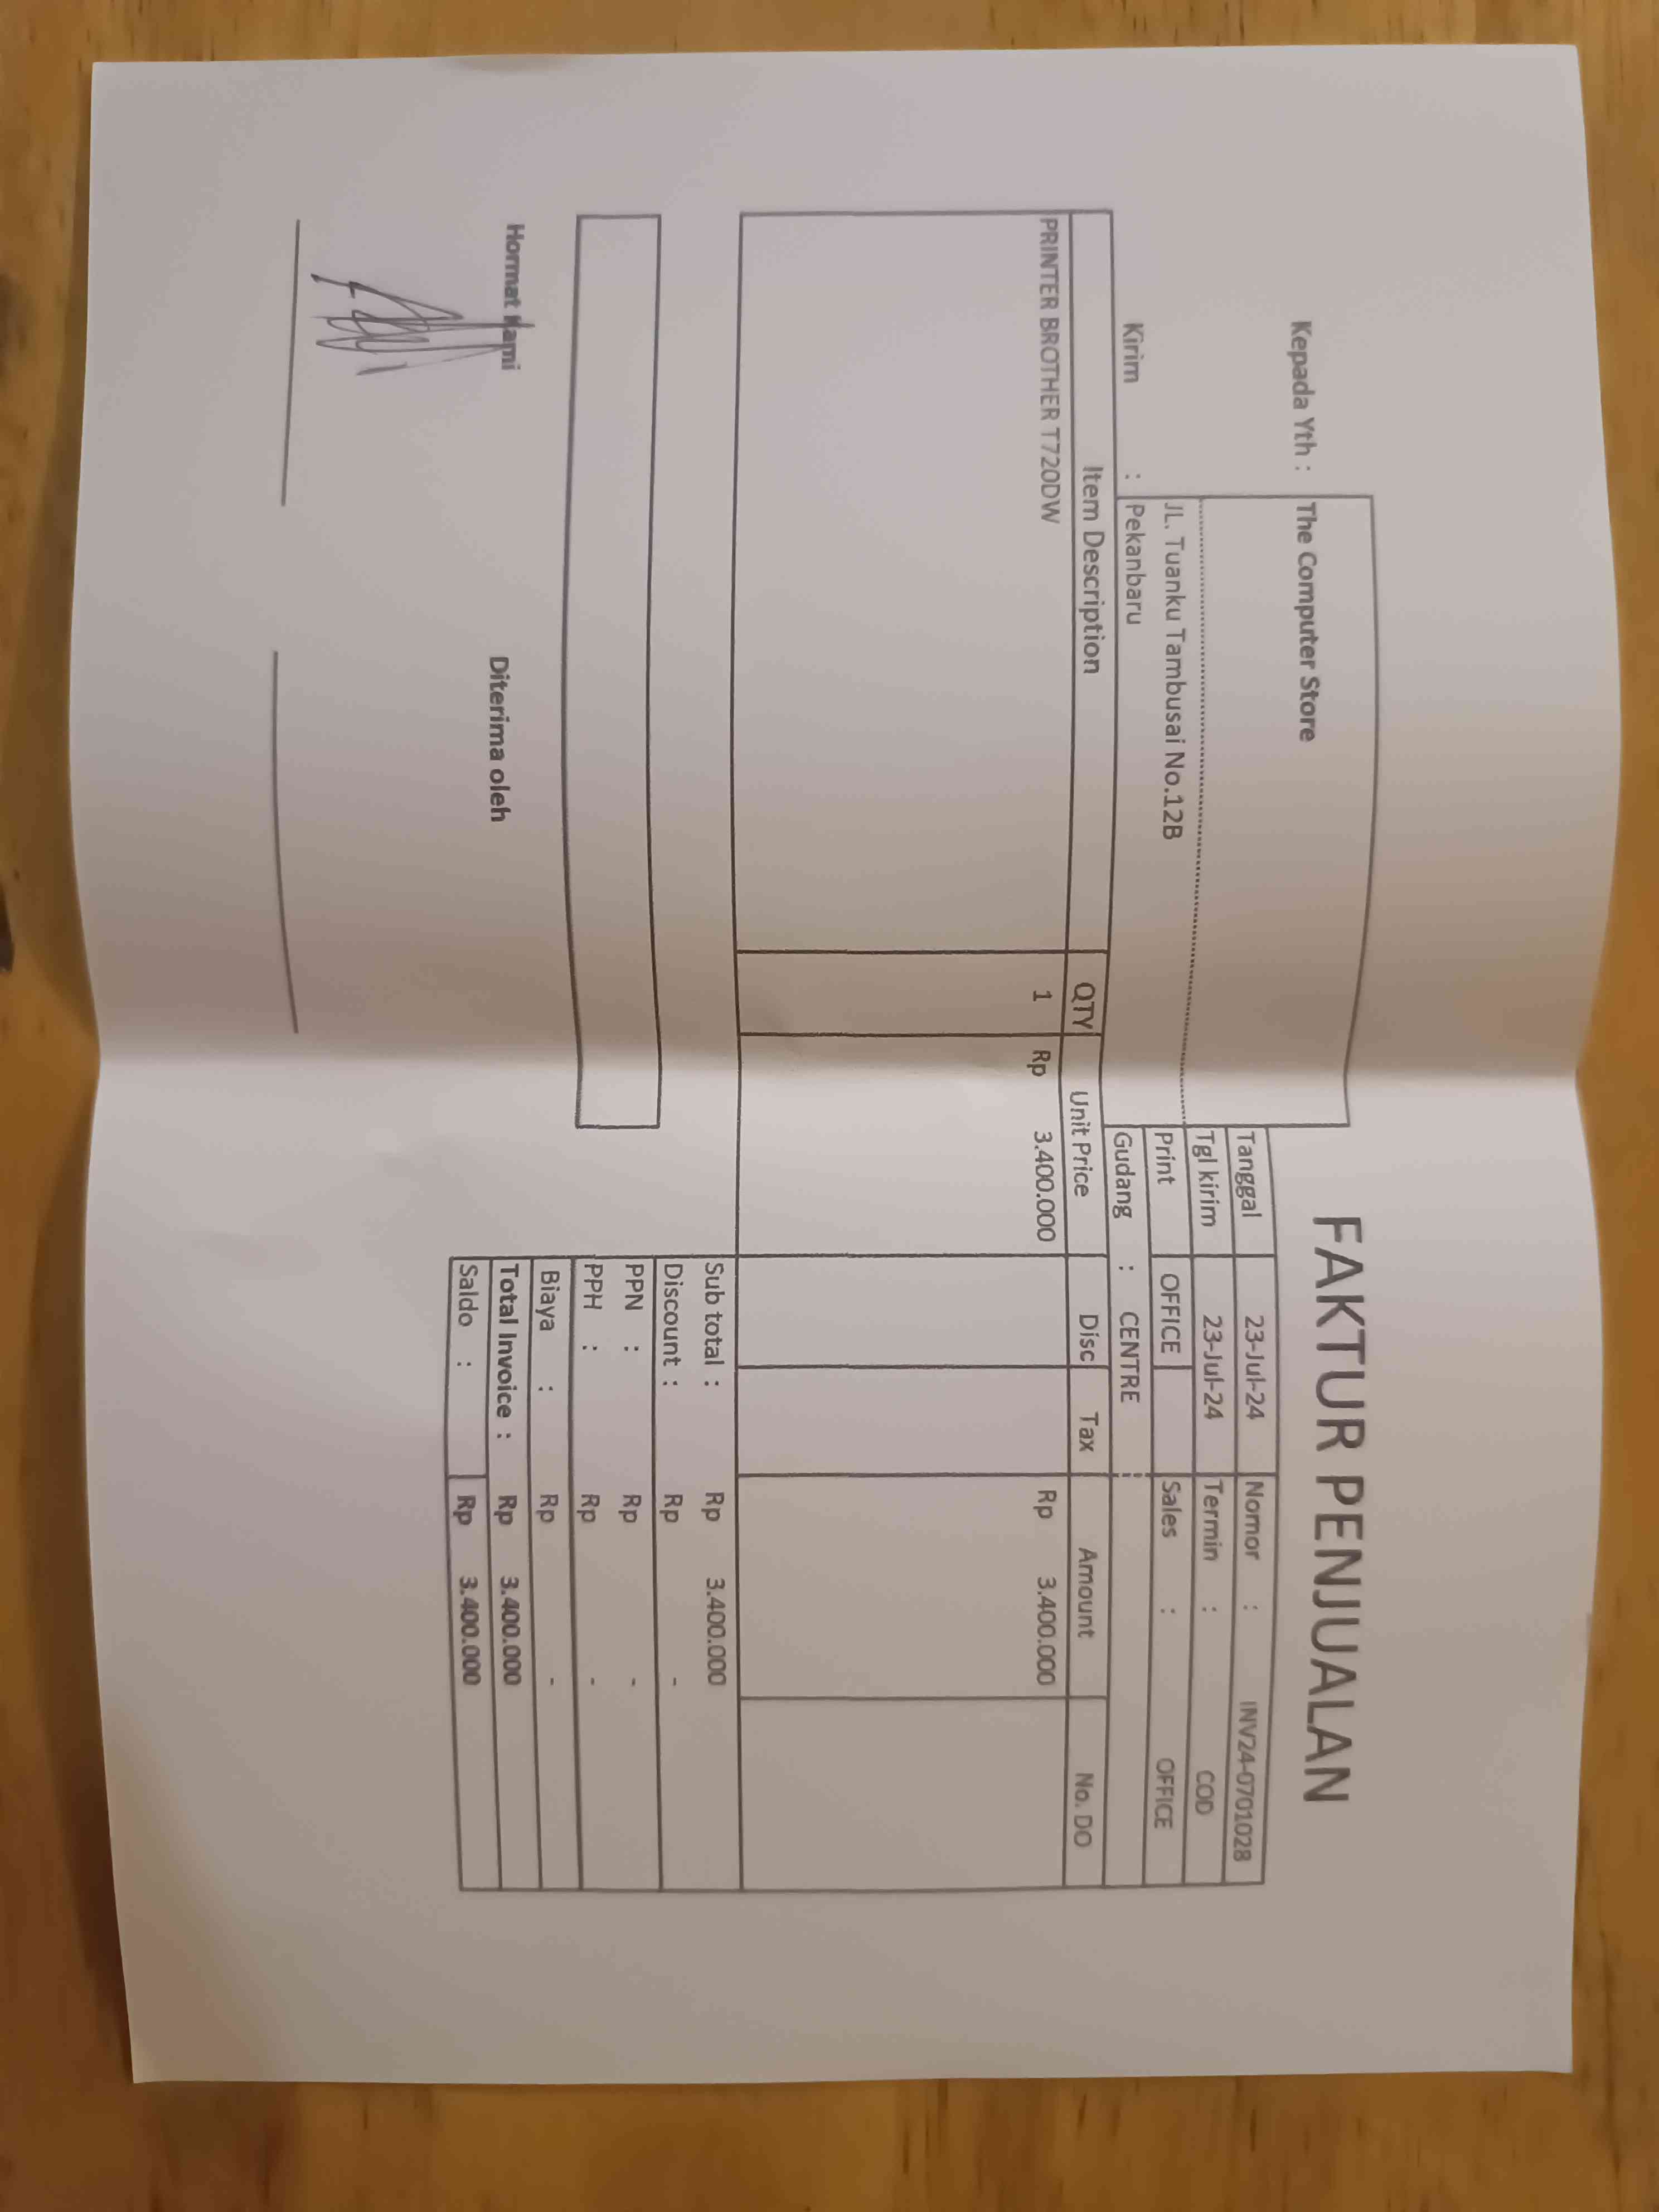 FAKTUR PENJUALAN
Kepada Yth : The Computer Store
Tanggal 23-Jul-24 Nomor : INV24-0701028
Tgl kirim 23-Jul-24 Termin : COD
JL. Tuanku Tambusai No.12B Print OFFICE Sales : OFFICE
Kirim : Pekanbaru Gudang : CENTRE
Item Description QTY Unit Price Disc Tax Amount No. DO
PRINTER BROTHER T720DW 1 Rp 3.400.000 Rp 3.400.000
Sub total : Rp 3.400.000
Discount : Rp -
PPN : Rp -
PPH : Rp -
Biaya : Rp -
Total Invoice : Rp 3.400.000
Saldo : Rp 3.400.000
Hormat Kami Diterima oleh